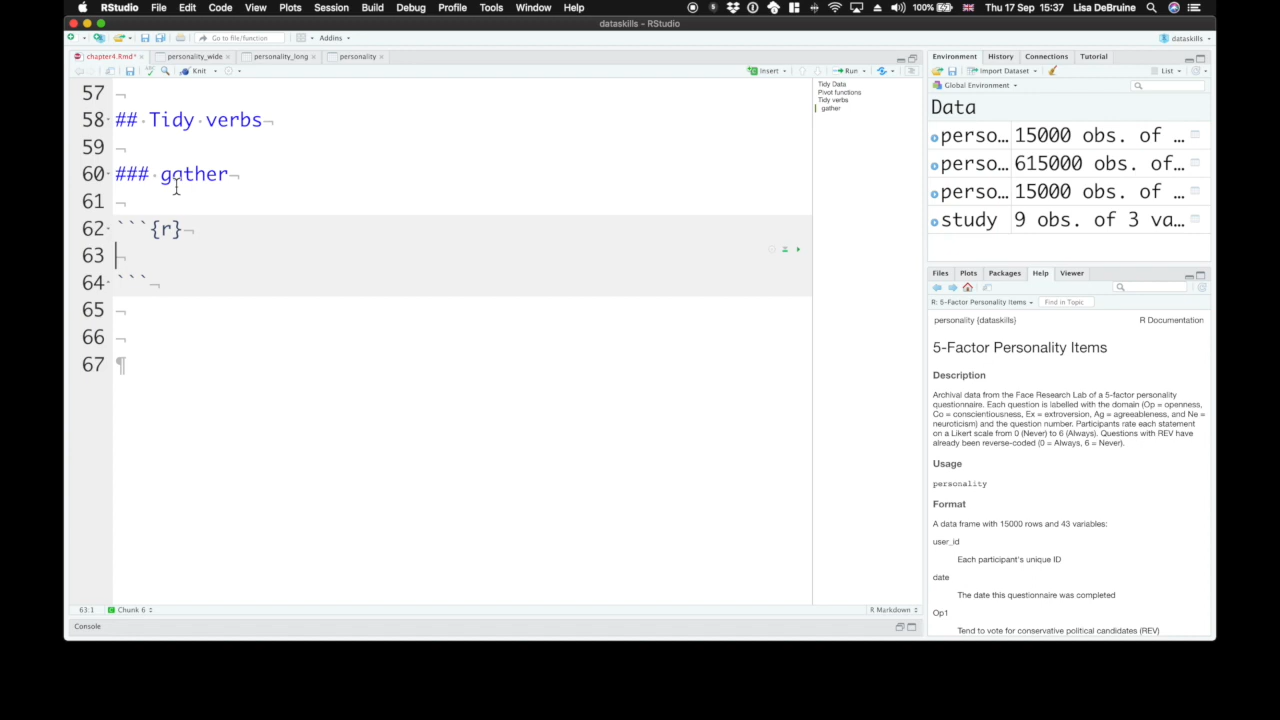 RStudio File Edit Code View Plots Session Build Debug Profile Tools Window Help 100% Thu 17 Sep 15:37 Lisa DeBruine
dataskills - RStudio
Go to file/function Addins dataskills
chapter4.Rmd* personality_wide personality_long personality
Knit Insert Run
57
58 ## Tidy verbs
59
60 ### gather
61
62 ```{r}
63
64 ```
65
66
67
Tidy Data
Pivot functions
Tidy verbs
gather
63:1 Chunk 6 R Markdown
Console
Environment History Connections Tutorial
Import Dataset List
Global Environment
Data
perso… 15000 obs. of …
perso… 615000 obs. of…
perso… 15000 obs. of …
study 9 obs. of 3 va…
Files Plots Packages Help Viewer
R: 5-Factor Personality Items Find in Topic
personality {dataskills} R Documentation
5-Factor Personality Items
Description
Archival data from the Face Research Lab of a 5-factor personality
questionnaire. Each question is labelled with the domain (Op = openness,
Co = conscientiousness, Ex = extroversion, Ag = agreeableness, and Ne =
neuroticism) and the question number. Participants rate each statement
on a Likert scale from 0 (Never) to 6 (Always). Questions with REV have
already been reverse-coded (0 = Always, 6 = Never).
Usage
personality
Format
A data frame with 15000 rows and 43 variables:
user_id
Each participant's unique ID
date
The date this questionnaire was completed
Op1
Tend to vote for conservative political candidates (REV)